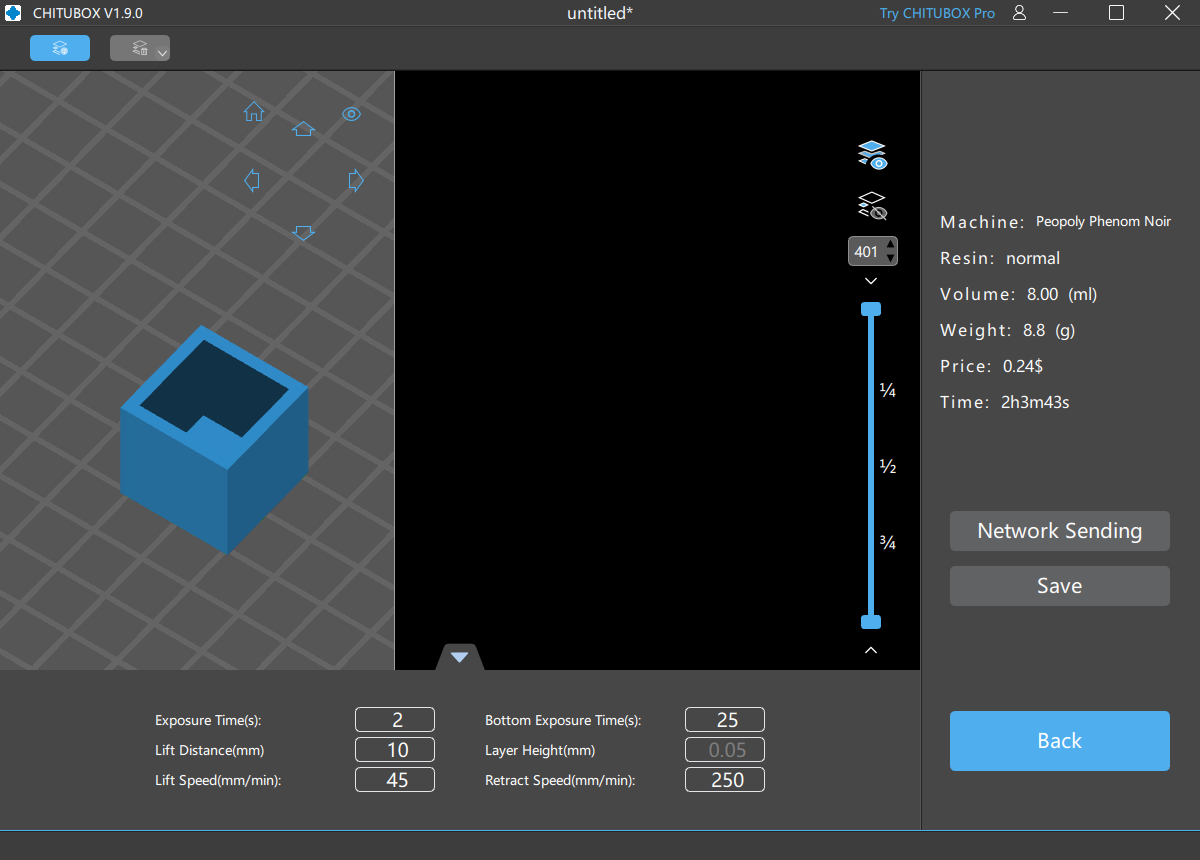 CHITUBOX V1.9.0
untitled*
Try CHITUBOX Pro
401
¼
½
¾
Machine: Peopoly Phenom Noir
Resin: normal
Volume: 8.00 (ml)
Weight: 8.8 (g)
Price: 0.24$
Time: 2h3m43s
Network Sending
Save
Back
Exposure Time(s): 2 Bottom Exposure Time(s): 25
Lift Distance(mm) 10 Layer Height(mm) 0.05
Lift Speed(mm/min): 45 Retract Speed(mm/min): 250